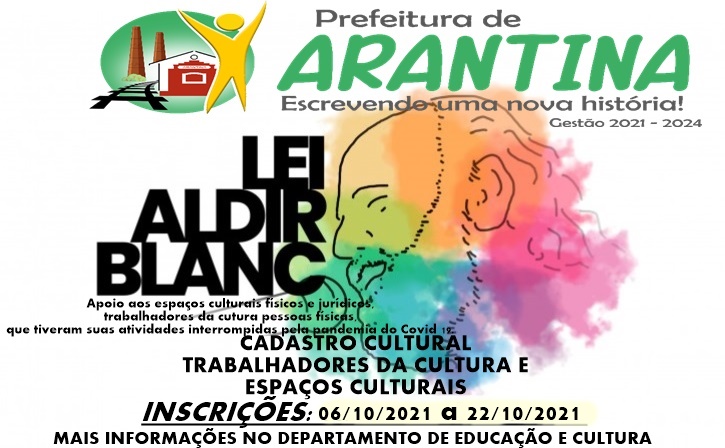 Prefeitura de
ARANTINA
Escrevendo uma nova história!
Gestão 2021 - 2024
LEI
ALDIR
BLANC
Apoio aos espaços culturais físicos e jurídicos,
trabalhadores da cutura pessoas físicas,
que tiveram suas atividades interrompidas pela pandemia do Covid 19.
CADASTRO CULTURAL
TRABALHADORES DA CULTURA E
ESPAÇOS CULTURAIS
INSCRIÇÕES: 06/10/2021 a 22/10/2021
MAIS INFORMAÇÕES NO DEPARTAMENTO DE EDUCAÇÃO E CULTURA